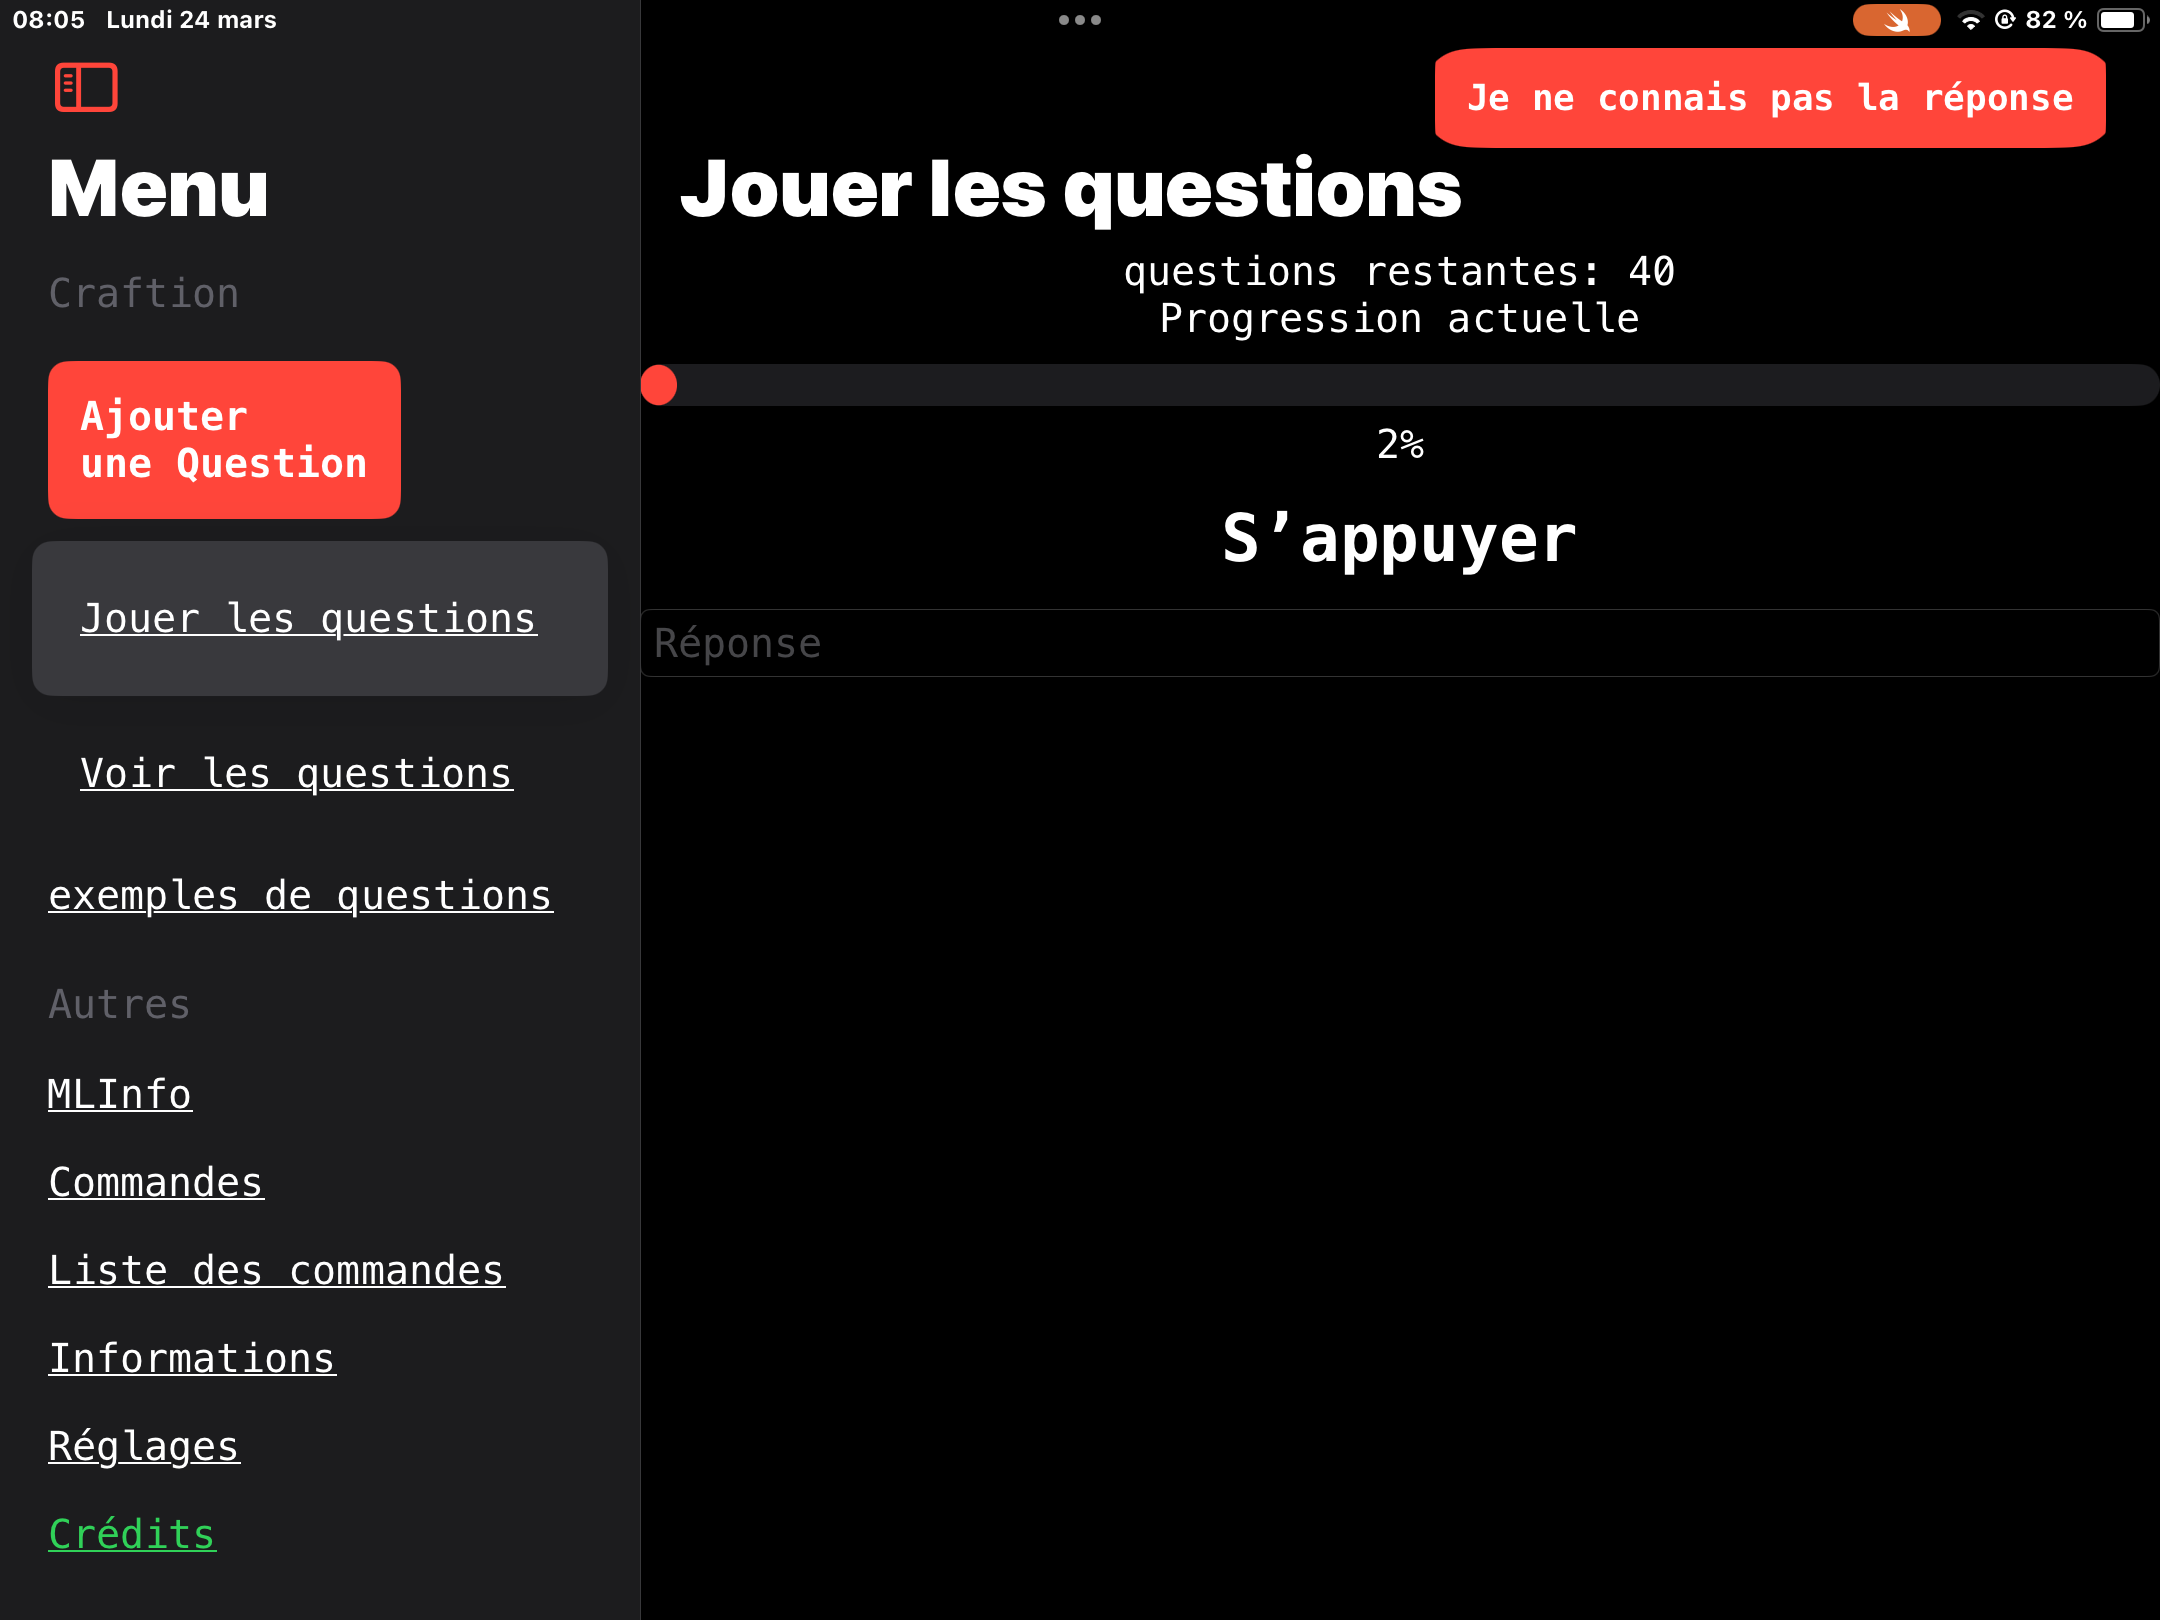 08:05 Lundi 24 mars
82 %
Menu
Craftion
Ajouter
une Question
Jouer les questions
Voir les questions
exemples de questions
Autres
MLInfo
Commandes
Liste des commandes
Informations
Réglages
Crédits
Je ne connais pas la réponse
Jouer les questions
questions restantes: 40
Progression actuelle
2%
S’appuyer
Réponse